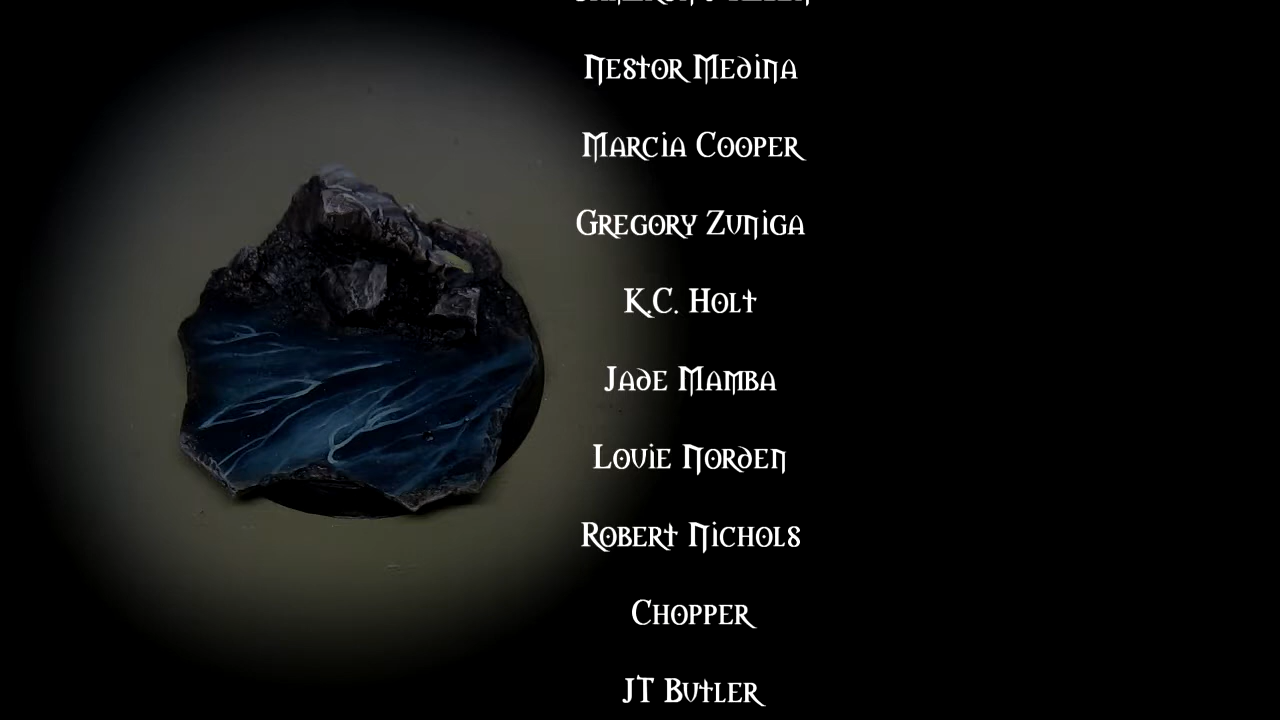 Nestor Medina
Marcia Cooper
Gregory Zuniga
K.C. Holt
Jade Mamba
Louie Norden
Robert Nichols
Chopper
JT Butler